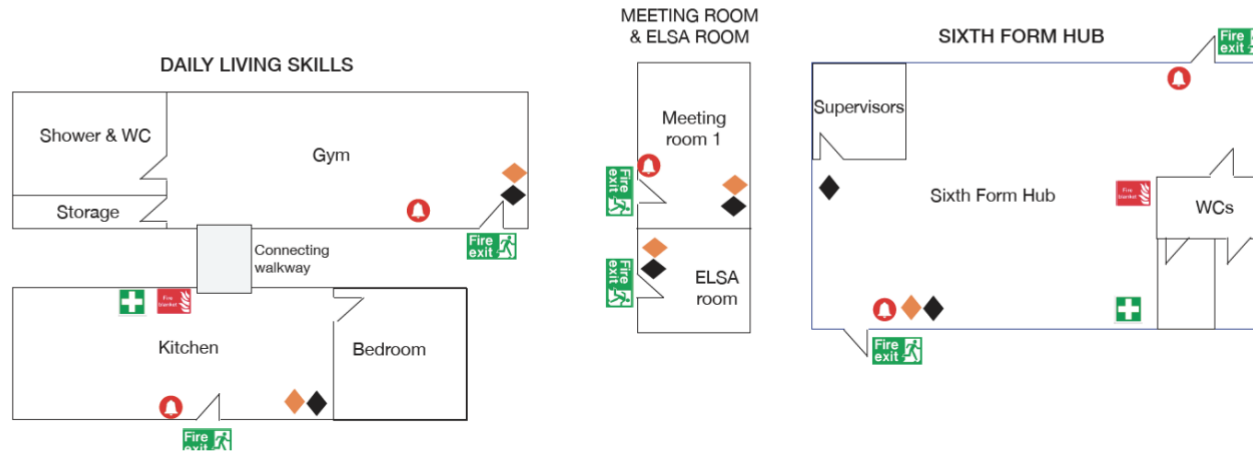 DAILY LIVING SKILLS
Shower & WC
Gym
Storage
Fire
exit
Connecting
walkway
Fire
blanket
Kitchen
Bedroom
Fire
exit
MEETING ROOM
& ELSA ROOM
Meeting
room 1
Fire
exit
Fire
exit
ELSA
room
SIXTH FORM HUB
Fire
exit
Supervisors
Sixth Form Hub
Fire
blanket
WCs
Fire
exit